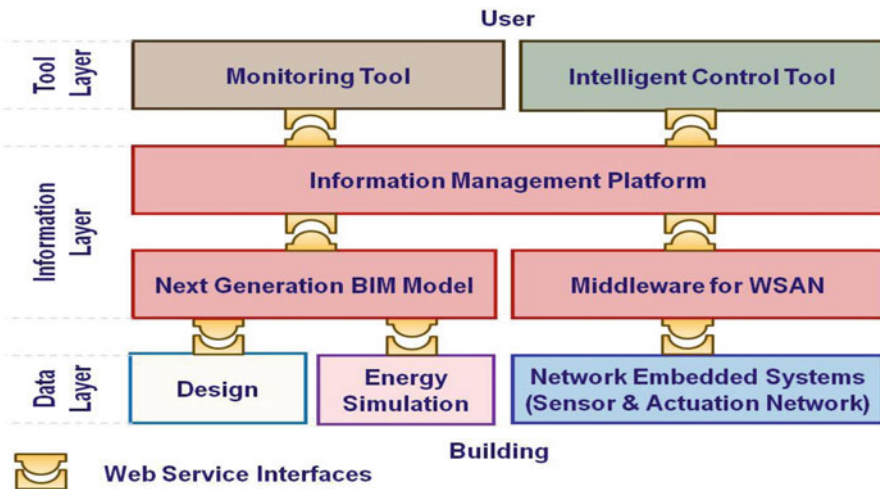 User
Tool
Layer
Monitoring Tool
Intelligent Control Tool
Information
Layer
Information Management Platform
Next Generation BIM Model
Middleware for WSAN
Data
Layer
Design
Energy
Simulation
Network Embedded Systems
(Sensor & Actuation Network)
Building
Web Service Interfaces